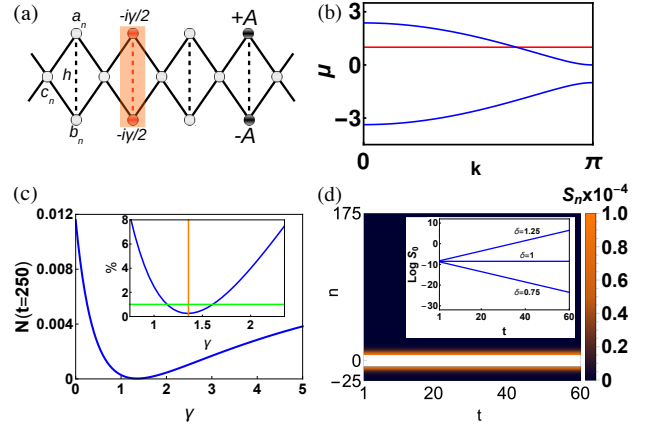 (a)
a_n
-iγ/2
+A
h
c_n
b_n
-iγ/2
-A
(b)
3
0
-3
μ
0
k
π
(c)
0.012
0.008
0.004
0
N(t=250)
0
1
2
3
4
5
γ
8
6
4
2
0
%
1
1.5
2
γ
(d)
S_n x10^-4
175
0
-25
n
1
20
40
60
t
1.0
0.8
0.6
0.4
0.2
0
10
0
-10
-20
-30
Log S_0
δ=1.25
δ=1
δ=0.75
1
20
40
60
t